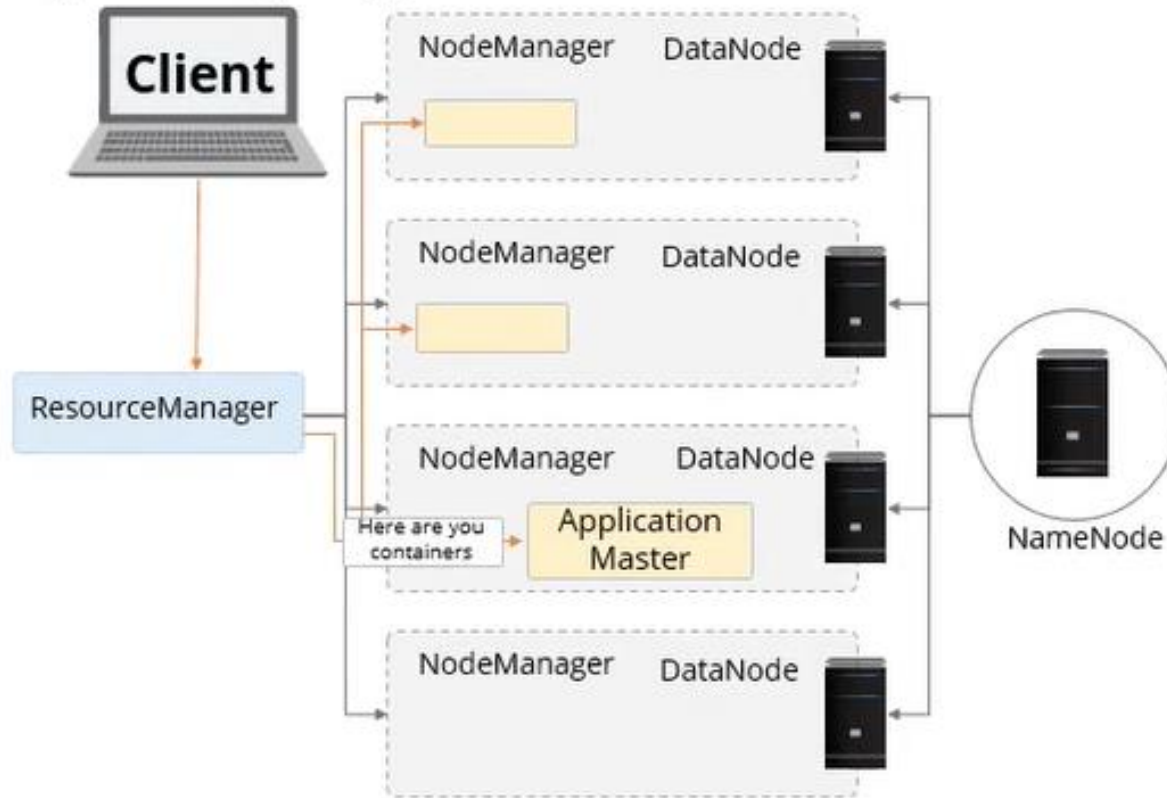 Client
NodeManager DataNode
NodeManager DataNode
ResourceManager
NodeManager DataNode
Here are you
containers
Application
Master
NameNode
NodeManager DataNode